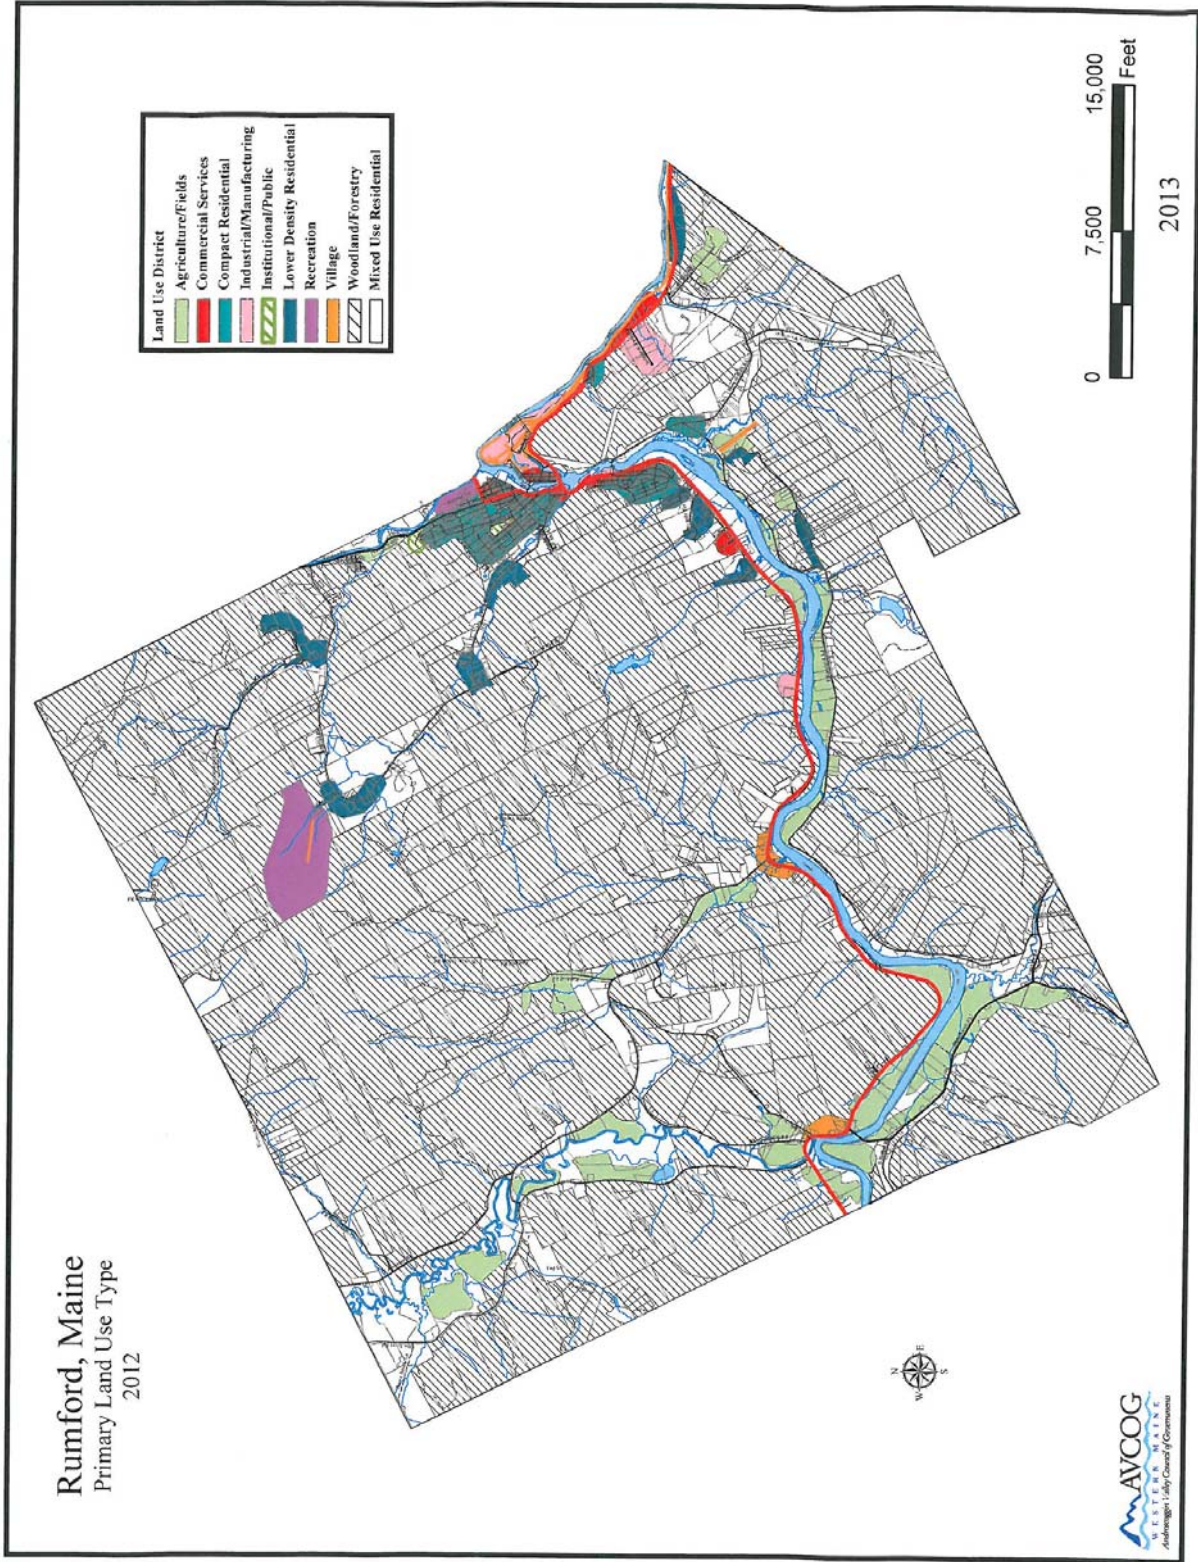 Rumford, Maine
Primary Land Use Type
2012
Land Use District
Agriculture/Fields
Commercial Services
Compact Residential
Industrial/Manufacturing
Institutional/Public
Lower Density Residential
Recreation
Village
Woodland/Forestry
Mixed Use Residential
N
W
E
S
0
7,500
15,000
Feet
2013
AVCOG
WESTERN MAINE
Androscoggin Valley Council of Governments